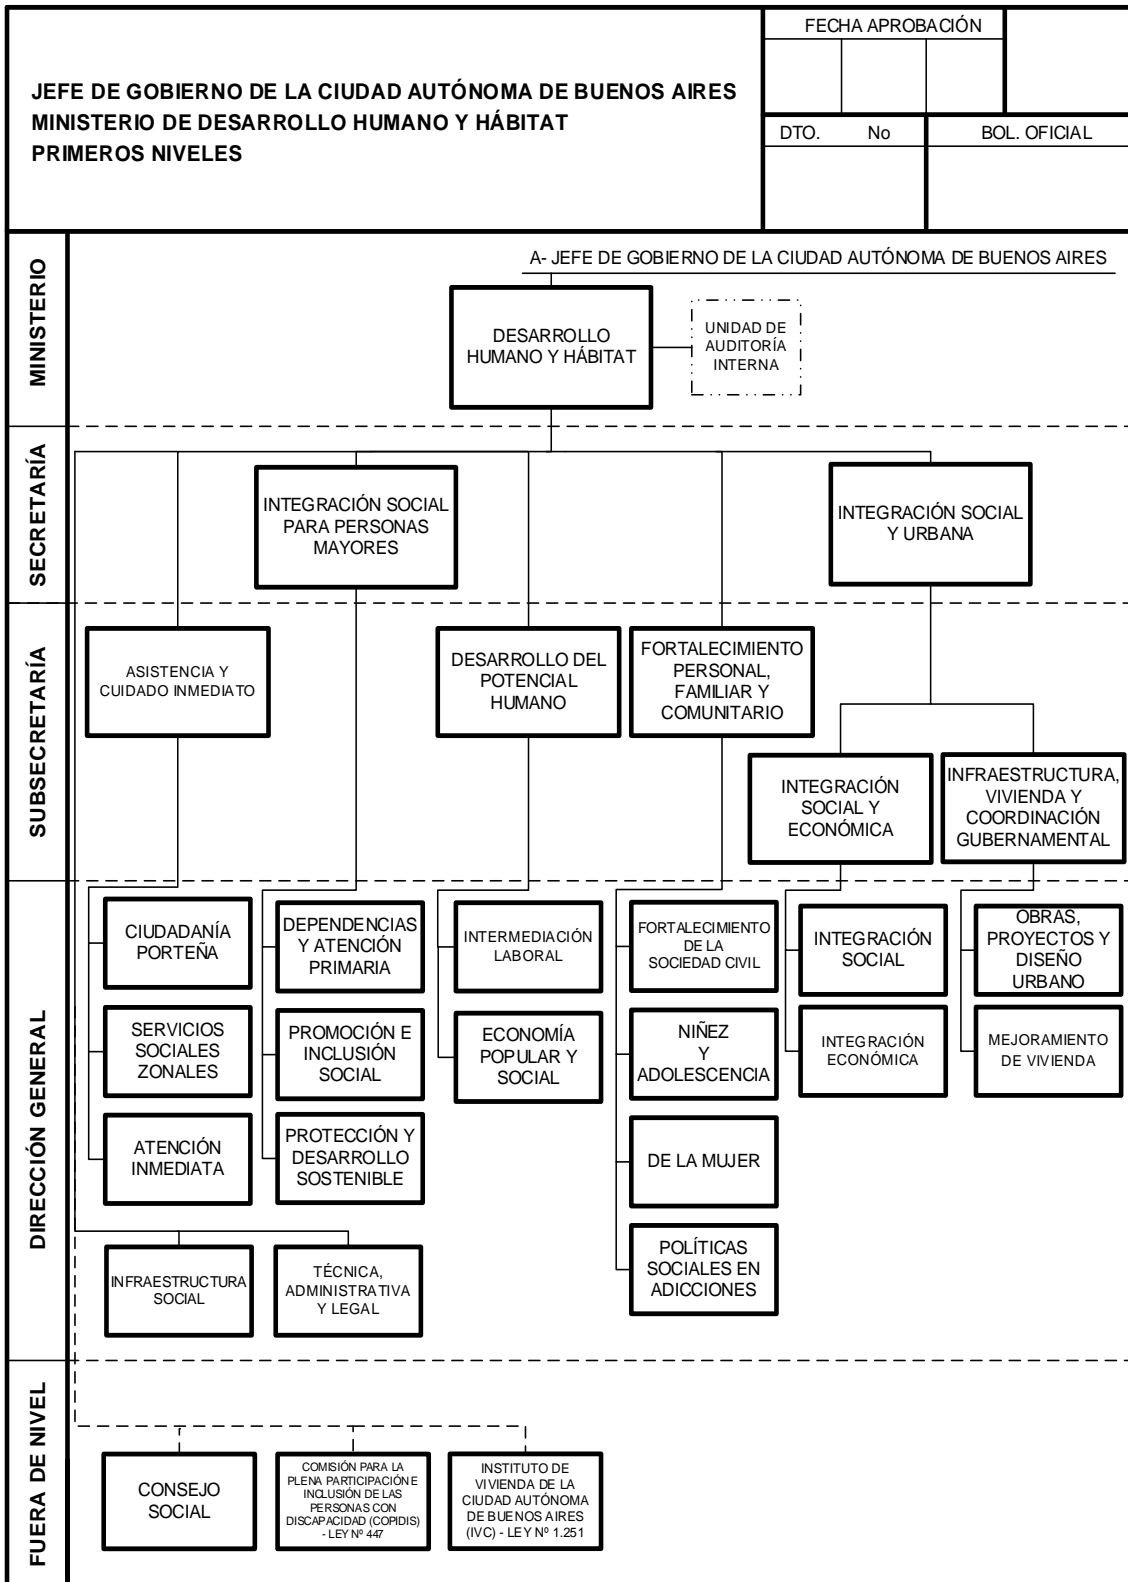 JEFE DE GOBIERNO DE LA CIUDAD AUTÓNOMA DE BUENOS AIRES
MINISTERIO DE DESARROLLO HUMANO Y HÁBITAT
PRIMEROS NIVELES
FECHA APROBACIÓN
DTO. No
BOL. OFICIAL
MINISTERIO
A- JEFE DE GOBIERNO DE LA CIUDAD AUTÓNOMA DE BUENOS AIRES
DESARROLLO
HUMANO Y HÁBITAT
UNIDAD DE
AUDITORÍA
INTERNA
SECRETARÍA
INTEGRACIÓN SOCIAL
PARA PERSONAS
MAYORES
INTEGRACIÓN SOCIAL
Y URBANA
SUBSECRETARÍA
ASISTENCIA Y
CUIDADO INMEDIATO
DESARROLLO DEL
POTENCIAL
HUMANO
FORTALECIMIENTO
PERSONAL,
FAMILIAR Y
COMUNITARIO
INTEGRACIÓN
SOCIAL Y
ECONÓMICA
INFRAESTRUCTURA,
VIVIENDA Y
COORDINACIÓN
GUBERNAMENTAL
DIRECCIÓN GENERAL
CIUDADANÍA
PORTEÑA
DEPENDENCIAS
Y ATENCIÓN
PRIMARIA
INTERMEDIACIÓN
LABORAL
FORTALECIMIENTO
DE LA
SOCIEDAD CIVIL
INTEGRACIÓN
SOCIAL
OBRAS,
PROYECTOS Y
DISEÑO
URBANO
SERVICIOS
SOCIALES
ZONALES
PROMOCIÓN E
INCLUSIÓN
SOCIAL
ECONOMÍA
POPULAR Y
SOCIAL
NIÑEZ
Y
ADOLESCENCIA
INTEGRACIÓN
ECONÓMICA
MEJORAMIENTO
DE VIVIENDA
ATENCIÓN
INMEDIATA
PROTECCIÓN Y
DESARROLLO
SOSTENIBLE
DE LA MUJER
INFRAESTRUCTURA
SOCIAL
TÉCNICA,
ADMINISTRATIVA
Y LEGAL
POLÍTICAS
SOCIALES EN
ADICCIONES
FUERA DE NIVEL
CONSEJO
SOCIAL
COMISIÓN PARA LA
PLENA PARTICIPACIÓN E
INCLUSIÓN DE LAS
PERSONAS CON
DISCAPACIDAD (COPIDIS)
- LEY Nº 447
INSTITUTO DE
VIVIENDA DE LA
CIUDAD AUTÓNOMA
DE BUENOS AIRES
(IVC) - LEY Nº 1.251